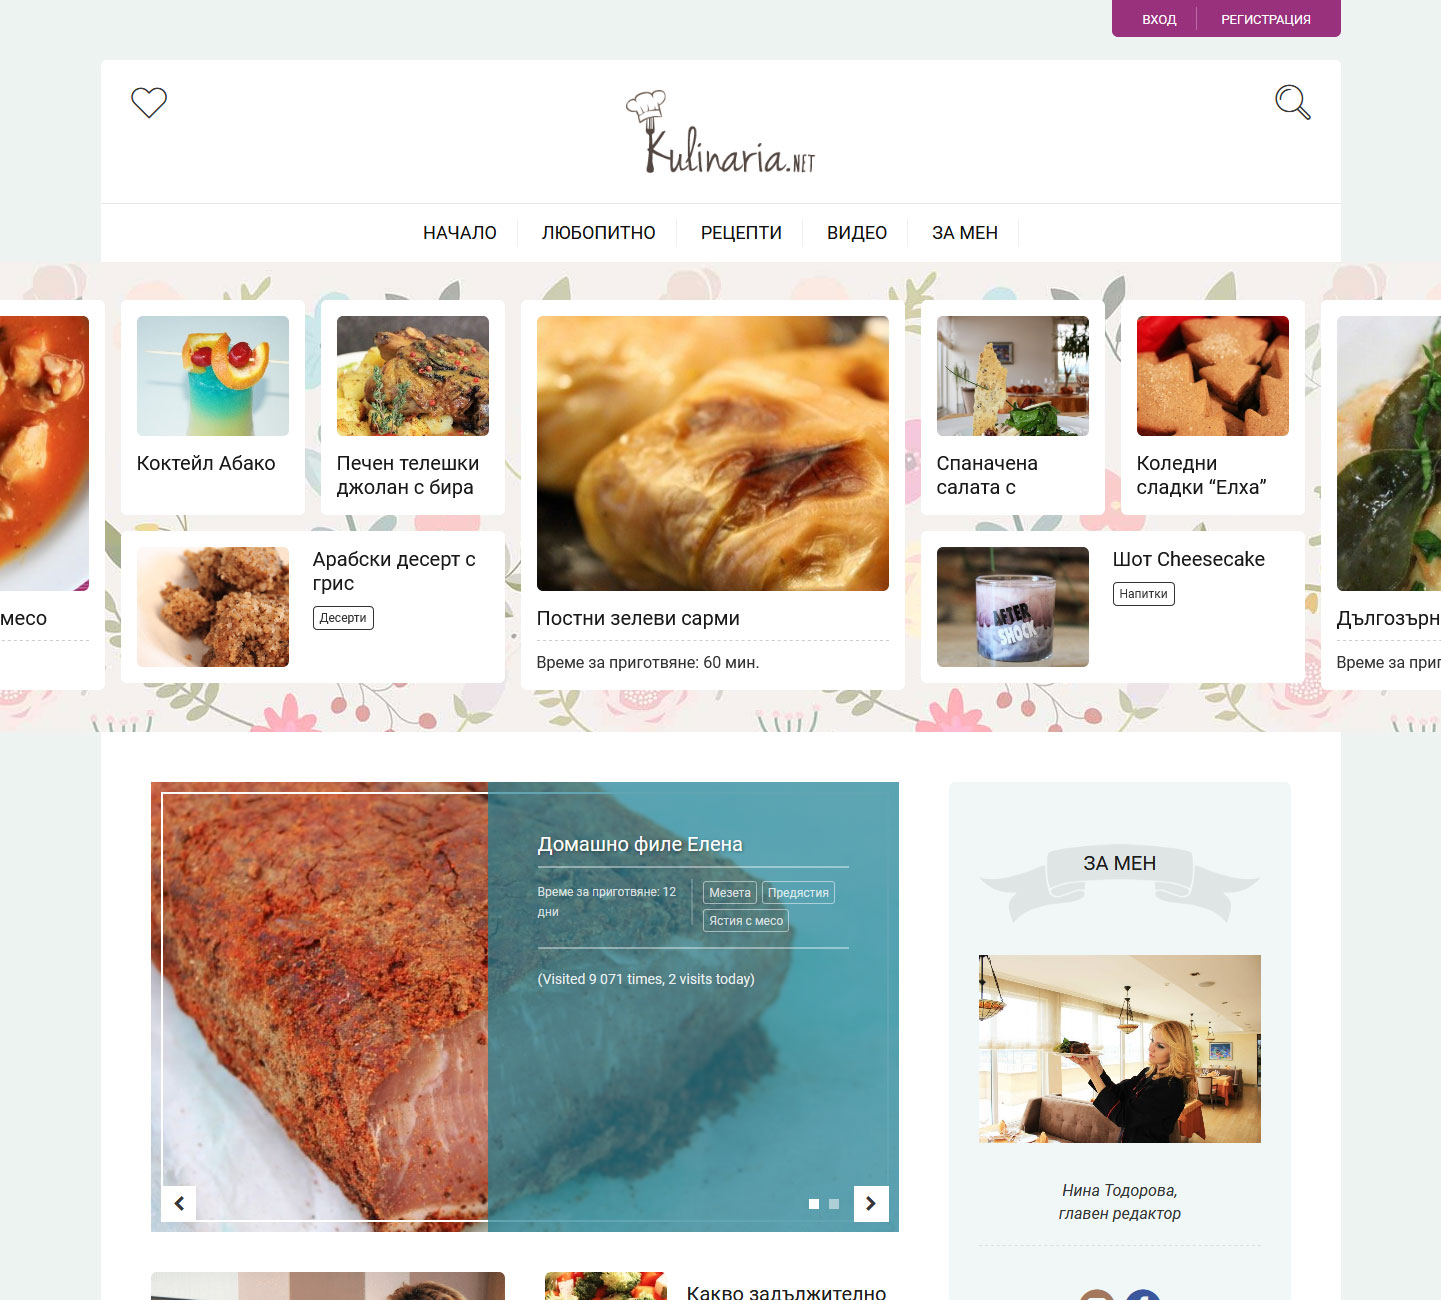 ВХОД
РЕГИСТРАЦИЯ
Kulinaria.NET
НАЧАЛО
ЛЮБОПИТНО
РЕЦЕПТИ
ВИДЕО
ЗА МЕН
месо
Коктейл Абако
Печен телешки
джолан с бира
Арабски десерт с
грис
Десерти
Постни зелеви сарми
Време за приготвяне: 60 мин.
Спаначена
салата с
Коледни
сладки “Елха”
AFTER
SHOCK
Шот Cheesecake
Напитки
Дългозърн
Време за приг
Домашно филе Елена
Време за приготвяне: 12
дни
Мезета
Предястия
Ястия с месо
(Visited 9 071 times, 2 visits today)
ЗА МЕН
Нина Тодорова,
главен редактор
Какво задължително